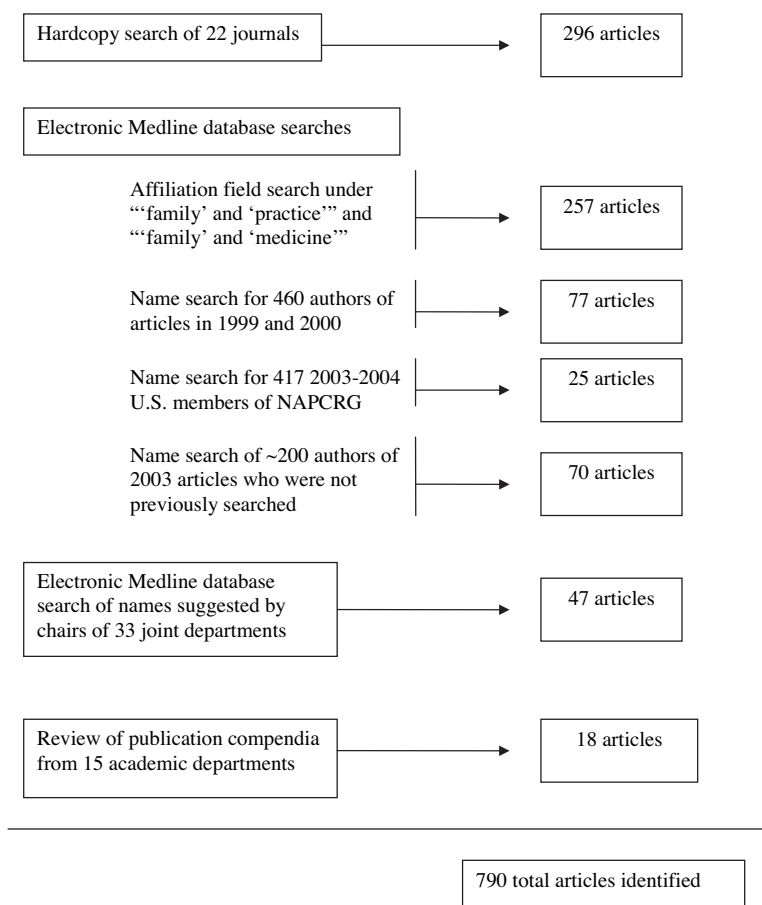 Hardcopy search of 22 journals
296 articles
Electronic Medline database searches
Affiliation field search under
“‘family’ and ‘practice’” and
“‘family’ and ‘medicine’”
257 articles
Name search for 460 authors of
articles in 1999 and 2000
77 articles
Name search for 417 2003-2004
U.S. members of NAPCRG
25 articles
Name search of ~200 authors of
2003 articles who were not
previously searched
70 articles
Electronic Medline database
search of names suggested by
chairs of 33 joint departments
47 articles
Review of publication compendia
from 15 academic departments
18 articles
790 total articles identified